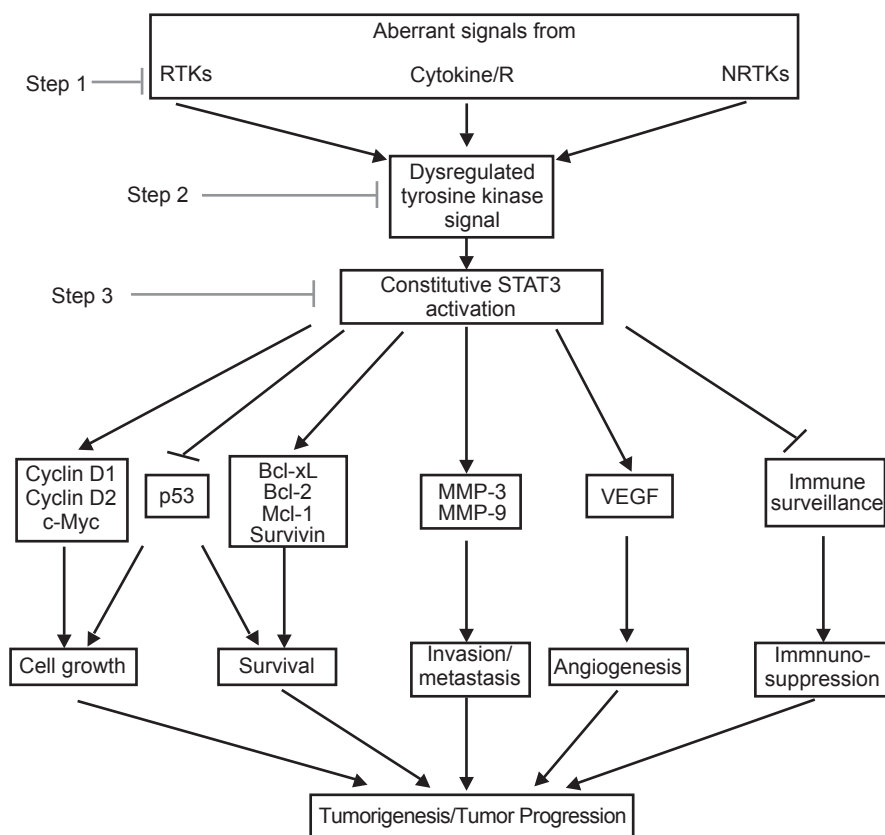 Aberrant signals from
Step 1
RTKs
Cytokine/R
NRTKs
Step 2
Dysregulated
tyrosine kinase
signal
Step 3
Constitutive STAT3
activation
Cyclin D1
Cyclin D2
c-Myc
p53
Bcl-xL
Bcl-2
Mcl-1
Survivin
MMP-3
MMP-9
VEGF
Immune
surveillance
Cell growth
Survival
Invasion/
metastasis
Angiogenesis
Immnuno-
suppression
Tumorigenesis/Tumor Progression